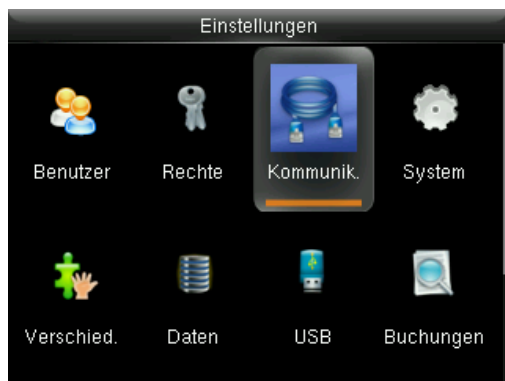 Einstellungen
Benutzer Rechte Kommunik. System
Verschied. Daten USB Buchungen